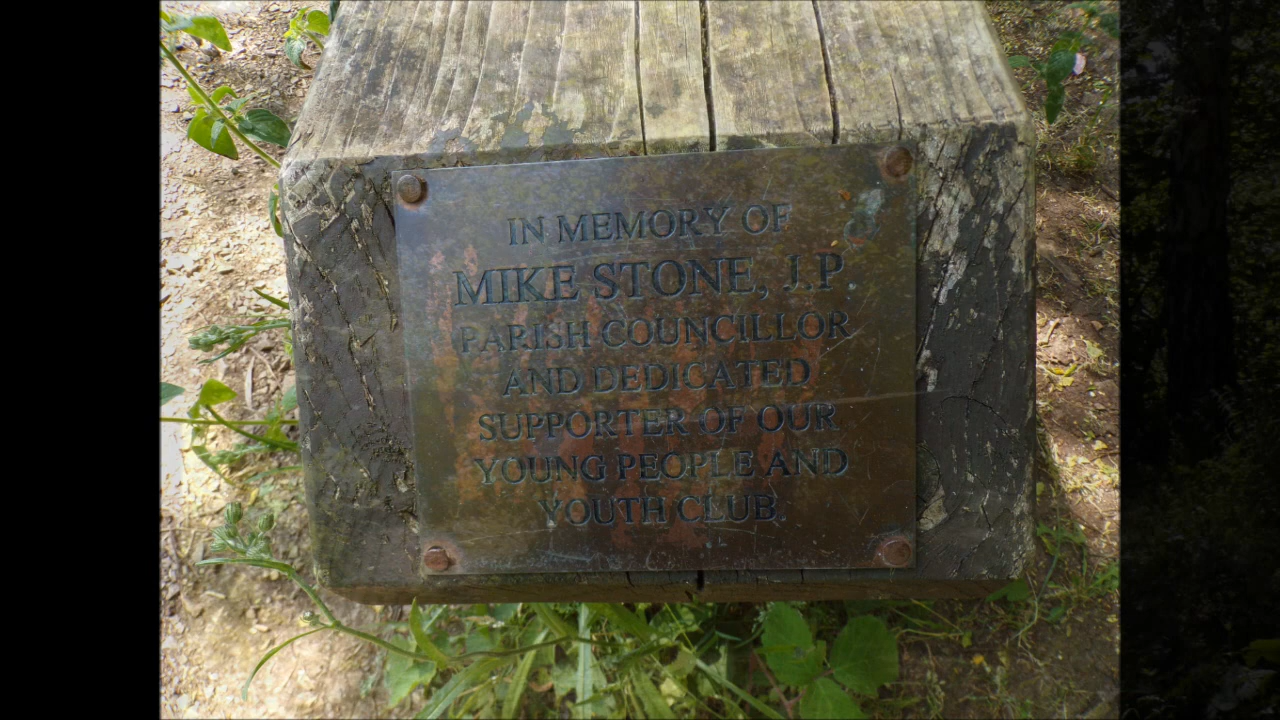 IN MEMORY OF
MIKE STONE, J.P.
PARISH COUNCILLOR
AND DEDICATED
SUPPORTER OF OUR
YOUNG PEOPLE AND
YOUTH CLUB.